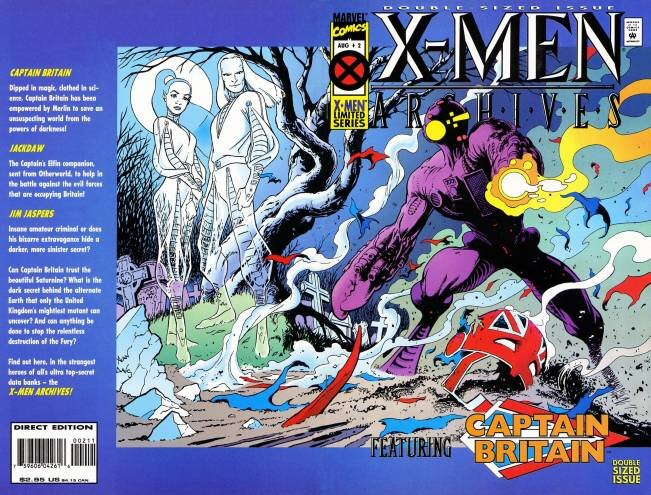 DOUBLE-SIZED ISSUE
MARVEL
COMICS
AUG • 2
X-MEN
LIMITED
SERIES
X-MEN
ARCHIVES
CAPTAIN BRITAIN
Dipped in magic, clothed in sci-
ence, Captain Britain has been
empowered by Merlin to save an
unsuspecting world from the
powers of darkness!
JACKDAW
The Captain's Elfin companion,
sent from Otherworld, to help in
the battle against the evil forces
that are occupying Britain!
JIM JASPERS
Insane amateur criminal or does
his bizarre extravagance hide a
darker, more sinister secret?
Can Captain Britain trust the
beautiful Saturnine? What is the
dark secret behind the alternate
Earth that only the United
Kingdom's mightiest mutant can
uncover? And can anything be
done to stop the relentless
destruction of the Fury?
Find out here, in the strangest
heroes of all's ultra top-secret
data banks – the
X-MEN ARCHIVES!
DIRECT EDITION
00211
$2.95 US $4.15 CAN
FEATURING
CAPTAIN
BRITAIN
DOUBLE
SIZED
ISSUE